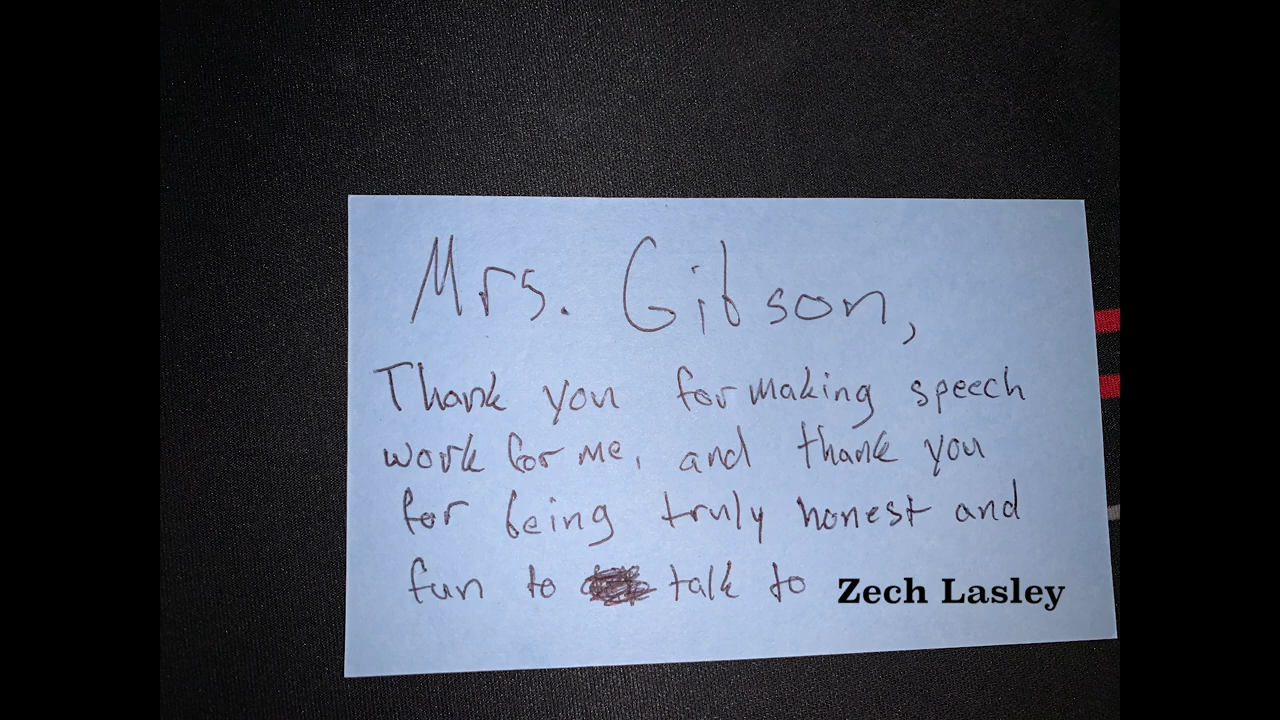 Mrs. Gibson,
Thank you for making speech
work for me, and thank you
for being truly honest and
fun to talk to Zech Lasley